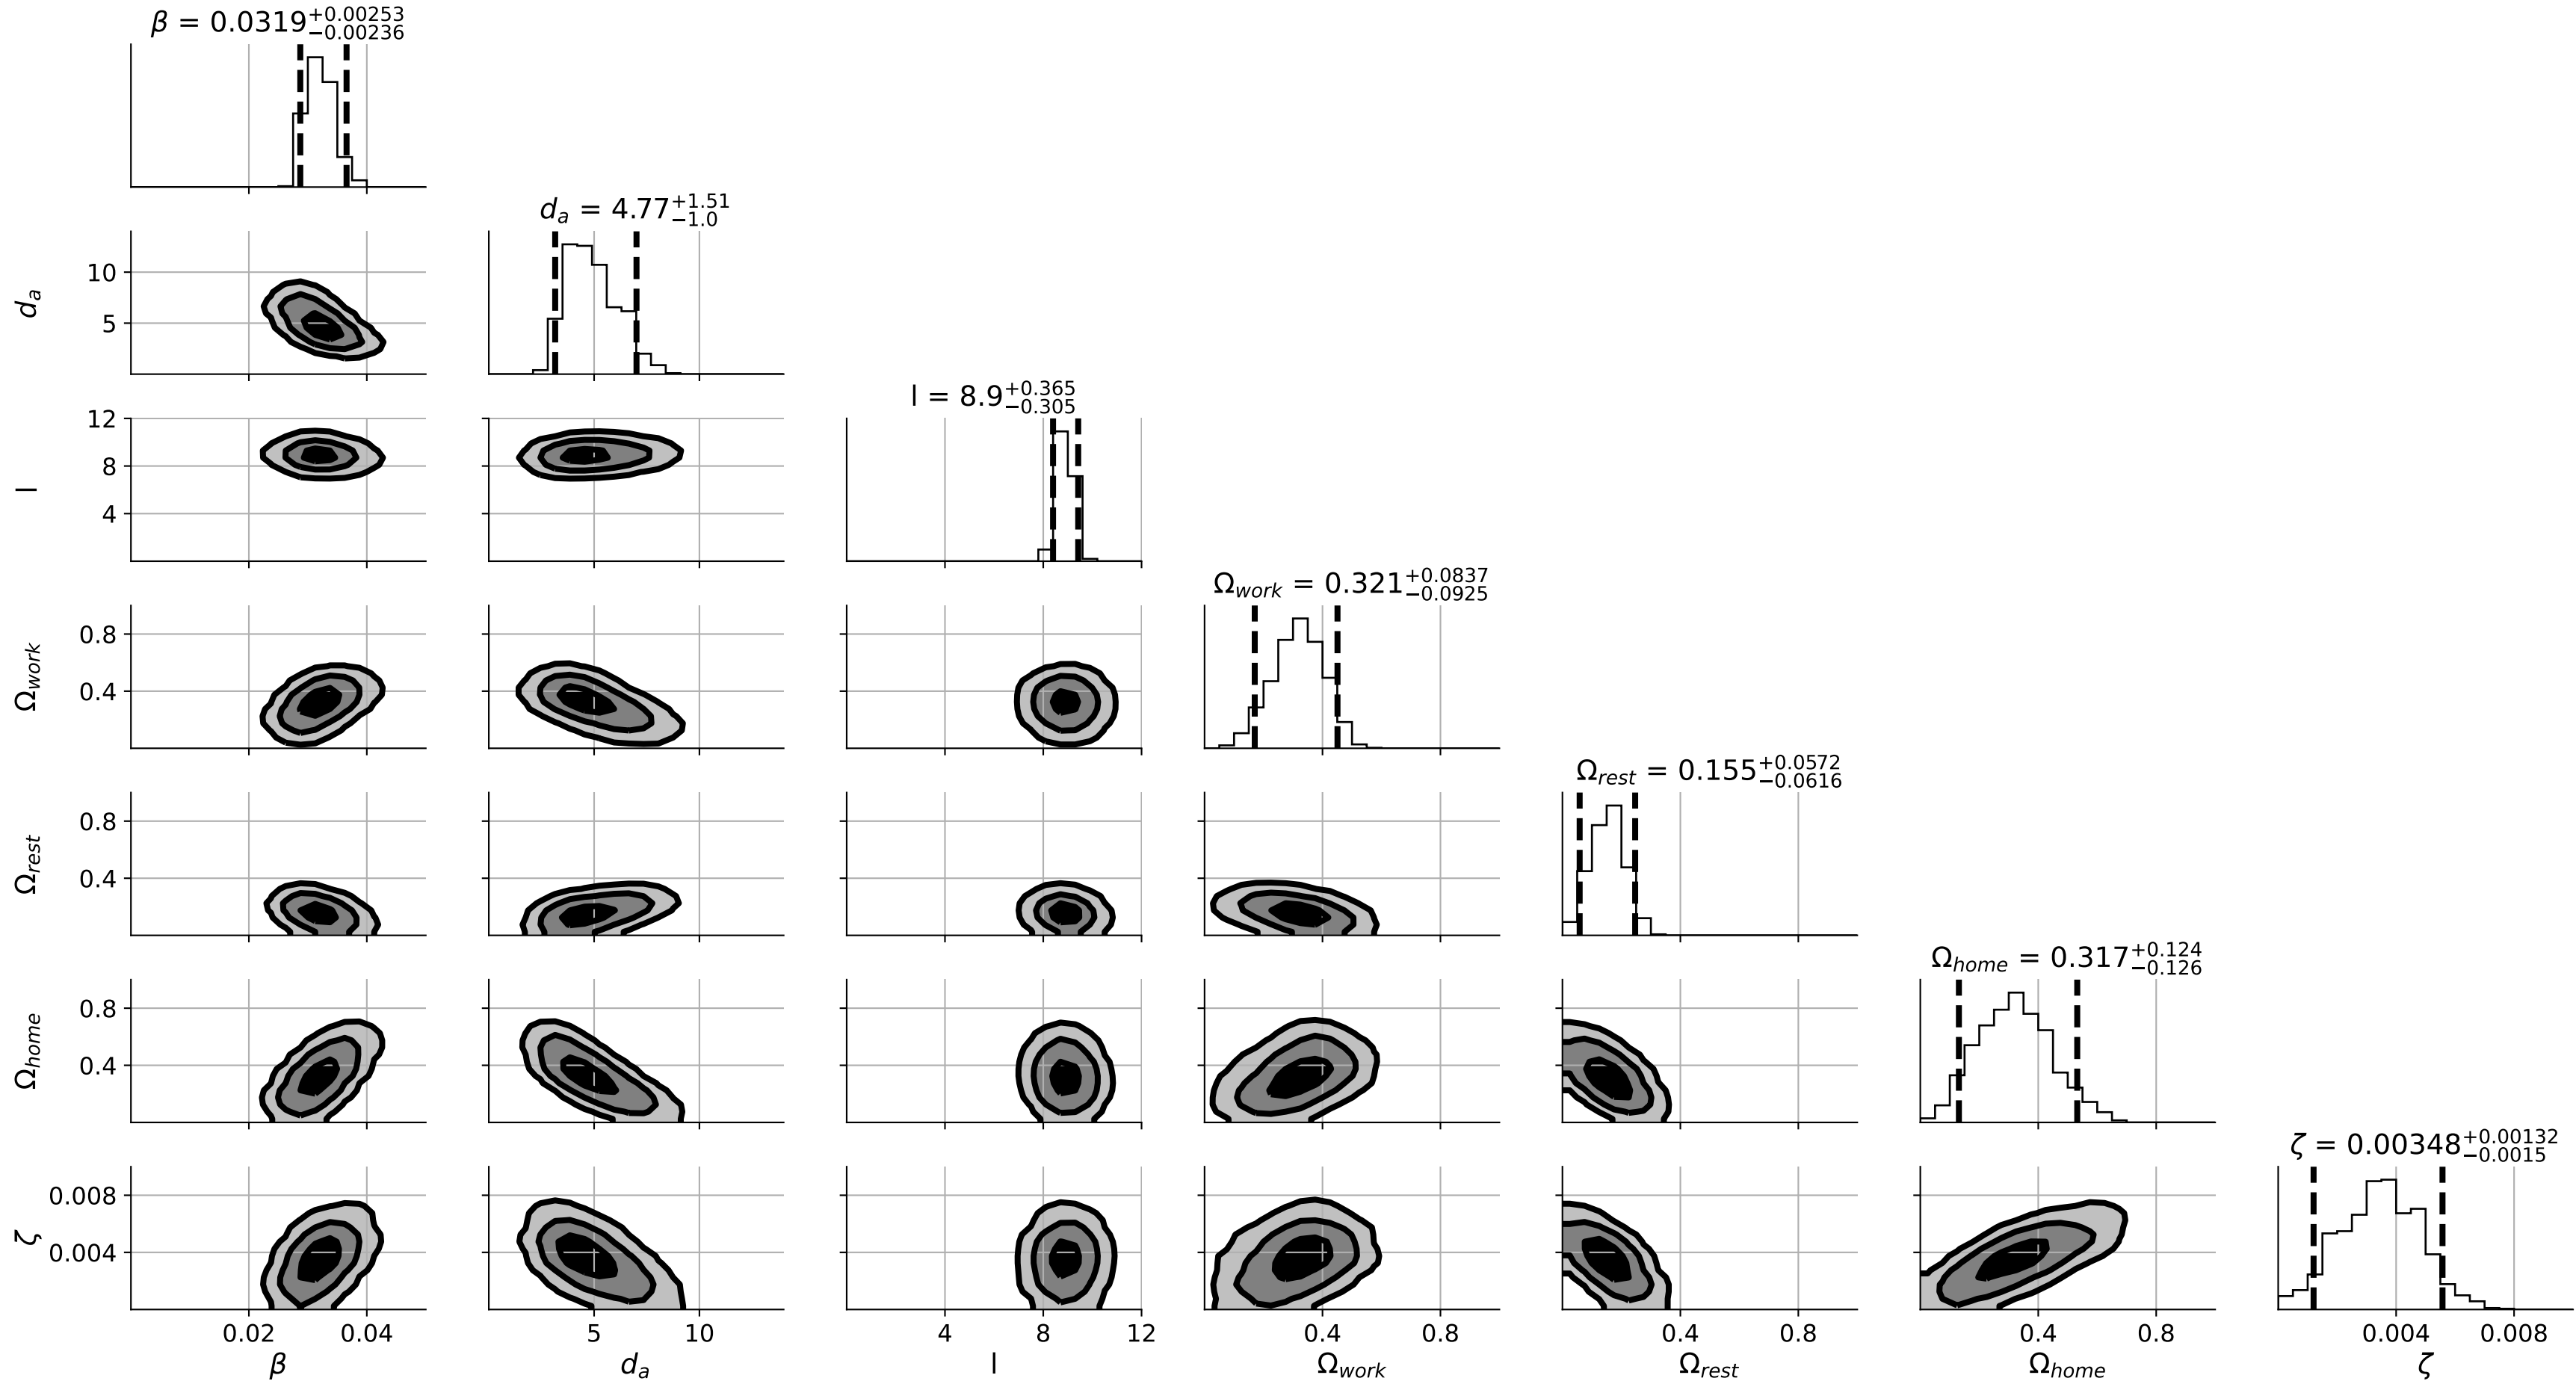 β = 0.0319 +0.00253 −0.00236
d_a = 4.77 +1.51 −1.0
10
5
d_a
l = 8.9 +0.365 −0.305
12
8
4
l
Ω_work = 0.321 +0.0837 −0.0925
0.8
0.4
Ω_work
Ω_rest = 0.155 +0.0572 −0.0616
0.8
0.4
Ω_rest
Ω_home = 0.317 +0.124 −0.126
0.8
0.4
Ω_home
ζ = 0.00348 +0.00132 −0.0015
0.008
0.004
ζ
0.02 0.04 5 10 4 8 12 0.4 0.8 0.4 0.8 0.4 0.8 0.004 0.008
β d_a l Ω_work Ω_rest Ω_home ζ